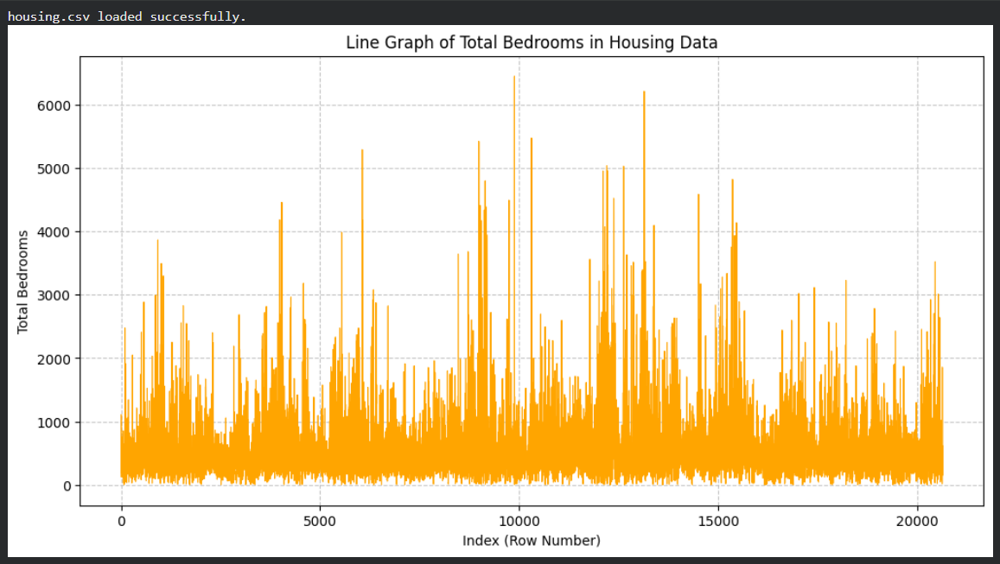 housing.csv loaded successfully.
Line Graph of Total Bedrooms in Housing Data
6000
5000
4000
3000
2000
1000
0
Total Bedrooms
0 5000 10000 15000 20000
Index (Row Number)